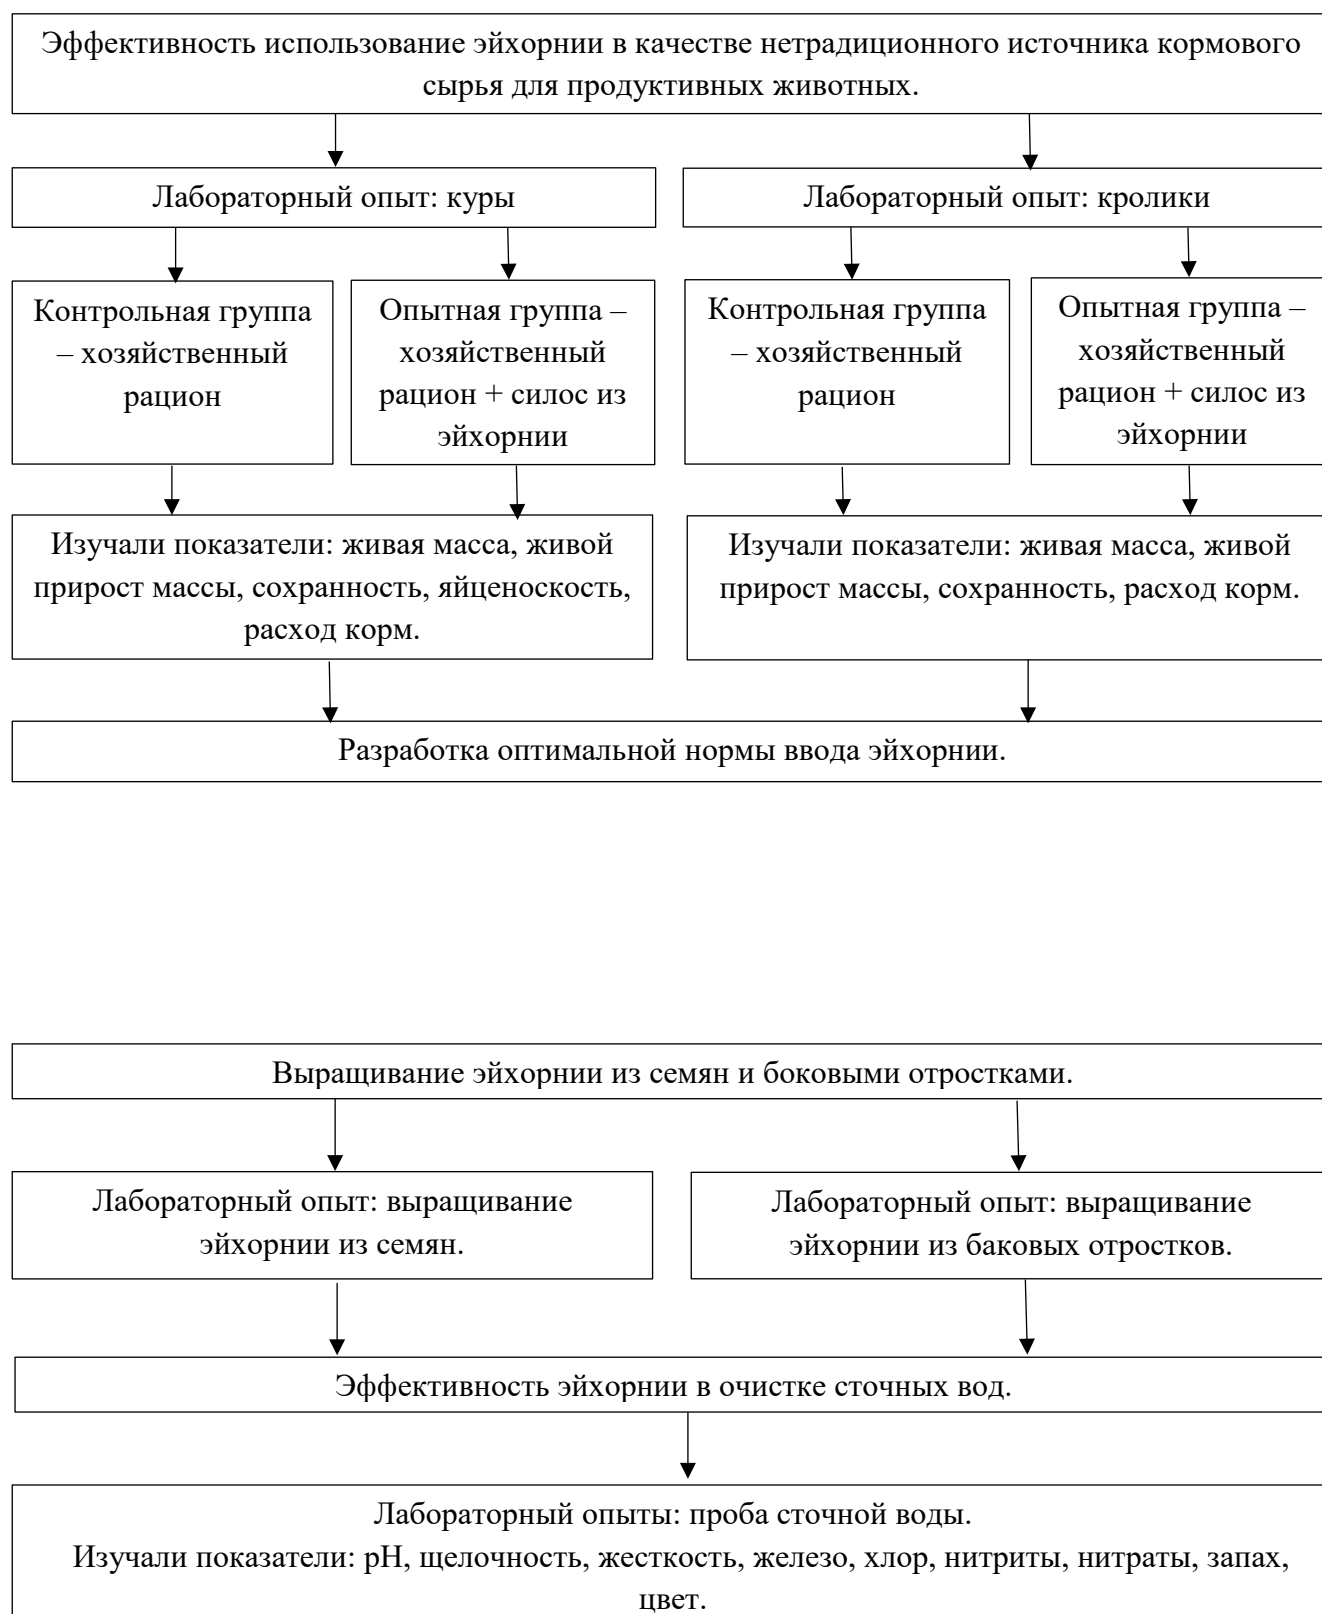 Эффективность использование эйхорнии в качестве нетрадиционного источника кормового
сырья для продуктивных животных.
Лабораторный опыт: куры
Лабораторный опыт: кролики
Контрольная группа
– хозяйственный
рацион
Опытная группа –
хозяйственный
рацион + силос из
эйхорнии
Контрольная группа
– хозяйственный
рацион
Опытная группа –
хозяйственный
рацион + силос из
эйхорнии
Изучали показатели: живая масса, живой
прирост массы, сохранность, яйценоскость,
расход корм.
Изучали показатели: живая масса, живой
прирост массы, сохранность, расход корм.
Разработка оптимальной нормы ввода эйхорнии.
Выращивание эйхорнии из семян и боковыми отростками.
Лабораторный опыт: выращивание
эйхорнии из семян.
Лабораторный опыт: выращивание
эйхорнии из баковых отростков.
Эффективность эйхорнии в очистке сточных вод.
Лабораторный опыты: проба сточной воды.
Изучали показатели: pH, щелочность, жесткость, железо, хлор, нитриты, нитраты, запах,
цвет.